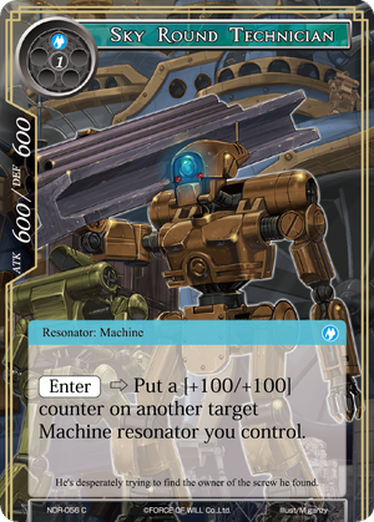 Sky Round Technician
1
ATK 600 / DEF 600
Resonator: Machine
Enter ⇨ Put a [+100/+100]
counter on another target
Machine resonator you control.
He's desperately trying to find the owner of the screw he found.
NDR-056 C
©FORCE OF WILL Co.,Ltd.
Illust/M.gariry